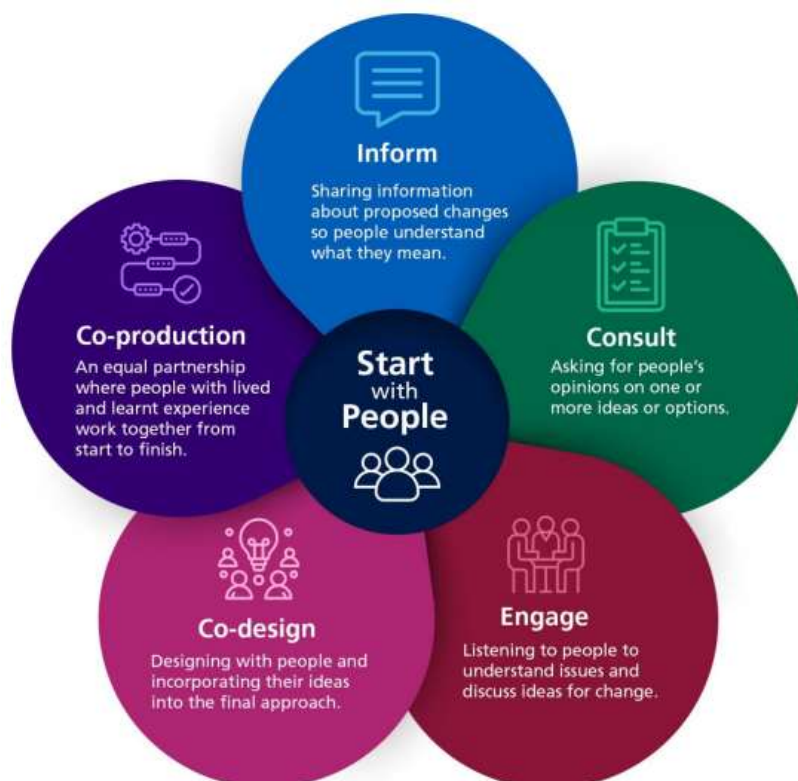 Inform
Sharing information
about proposed changes
so people understand
what they mean.
Consult
Asking for people's
opinions on one or
more ideas or options.
Engage
Listening to people to
understand issues and
discuss ideas for change.
Co-design
Designing with people and
incorporating their ideas
into the final approach.
Co-production
An equal partnership
where people with lived
and learnt experience
work together from
start to finish.
Start
with
People